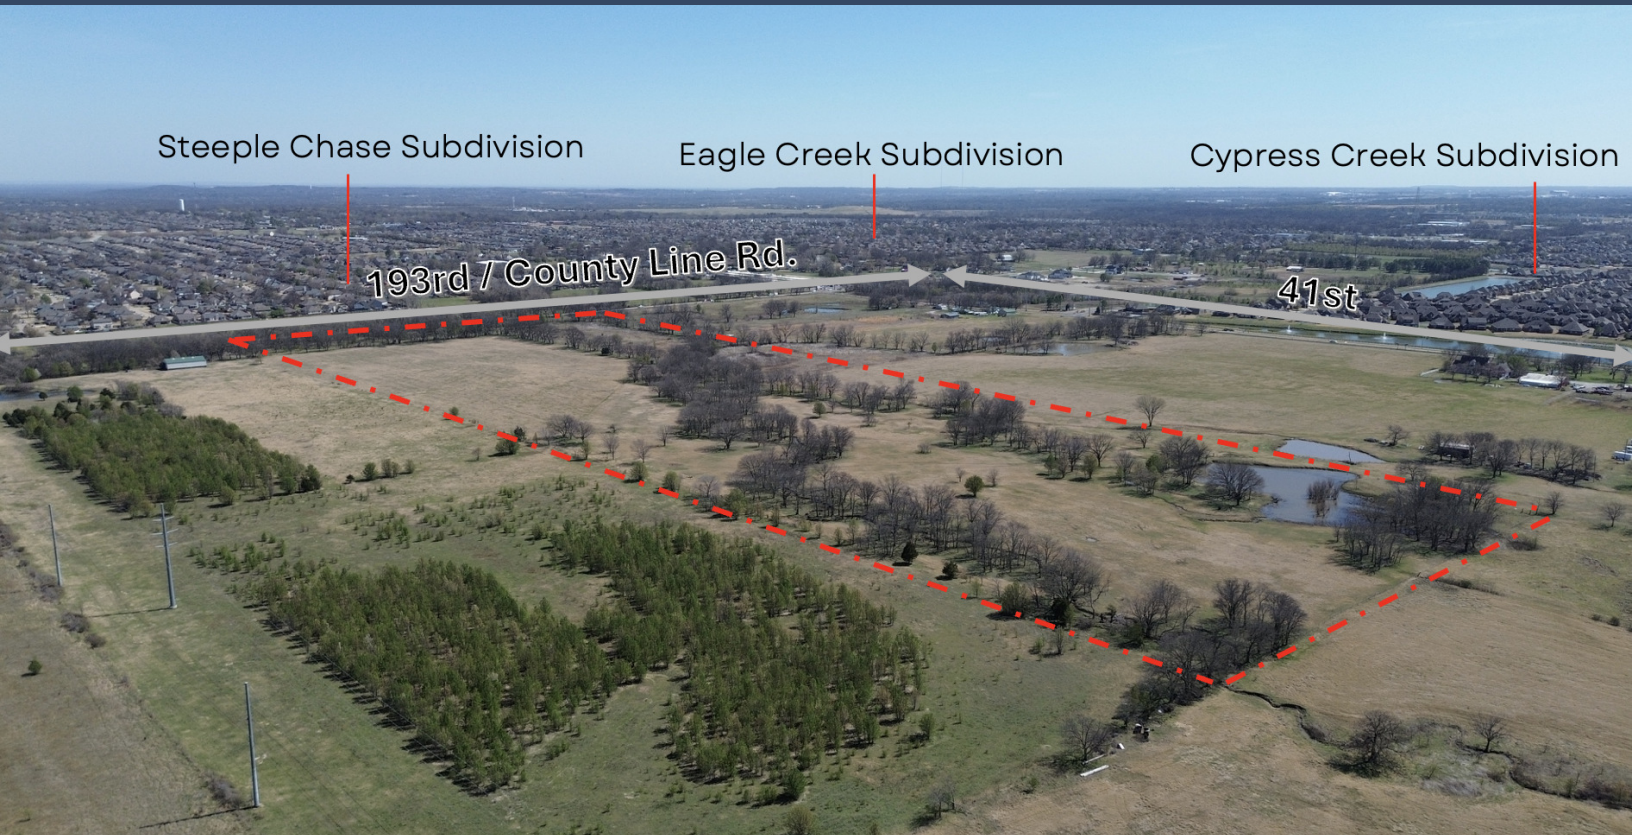 Steeple Chase Subdivision
Eagle Creek Subdivision
Cypress Creek Subdivision
193rd / County Line Rd.
41st